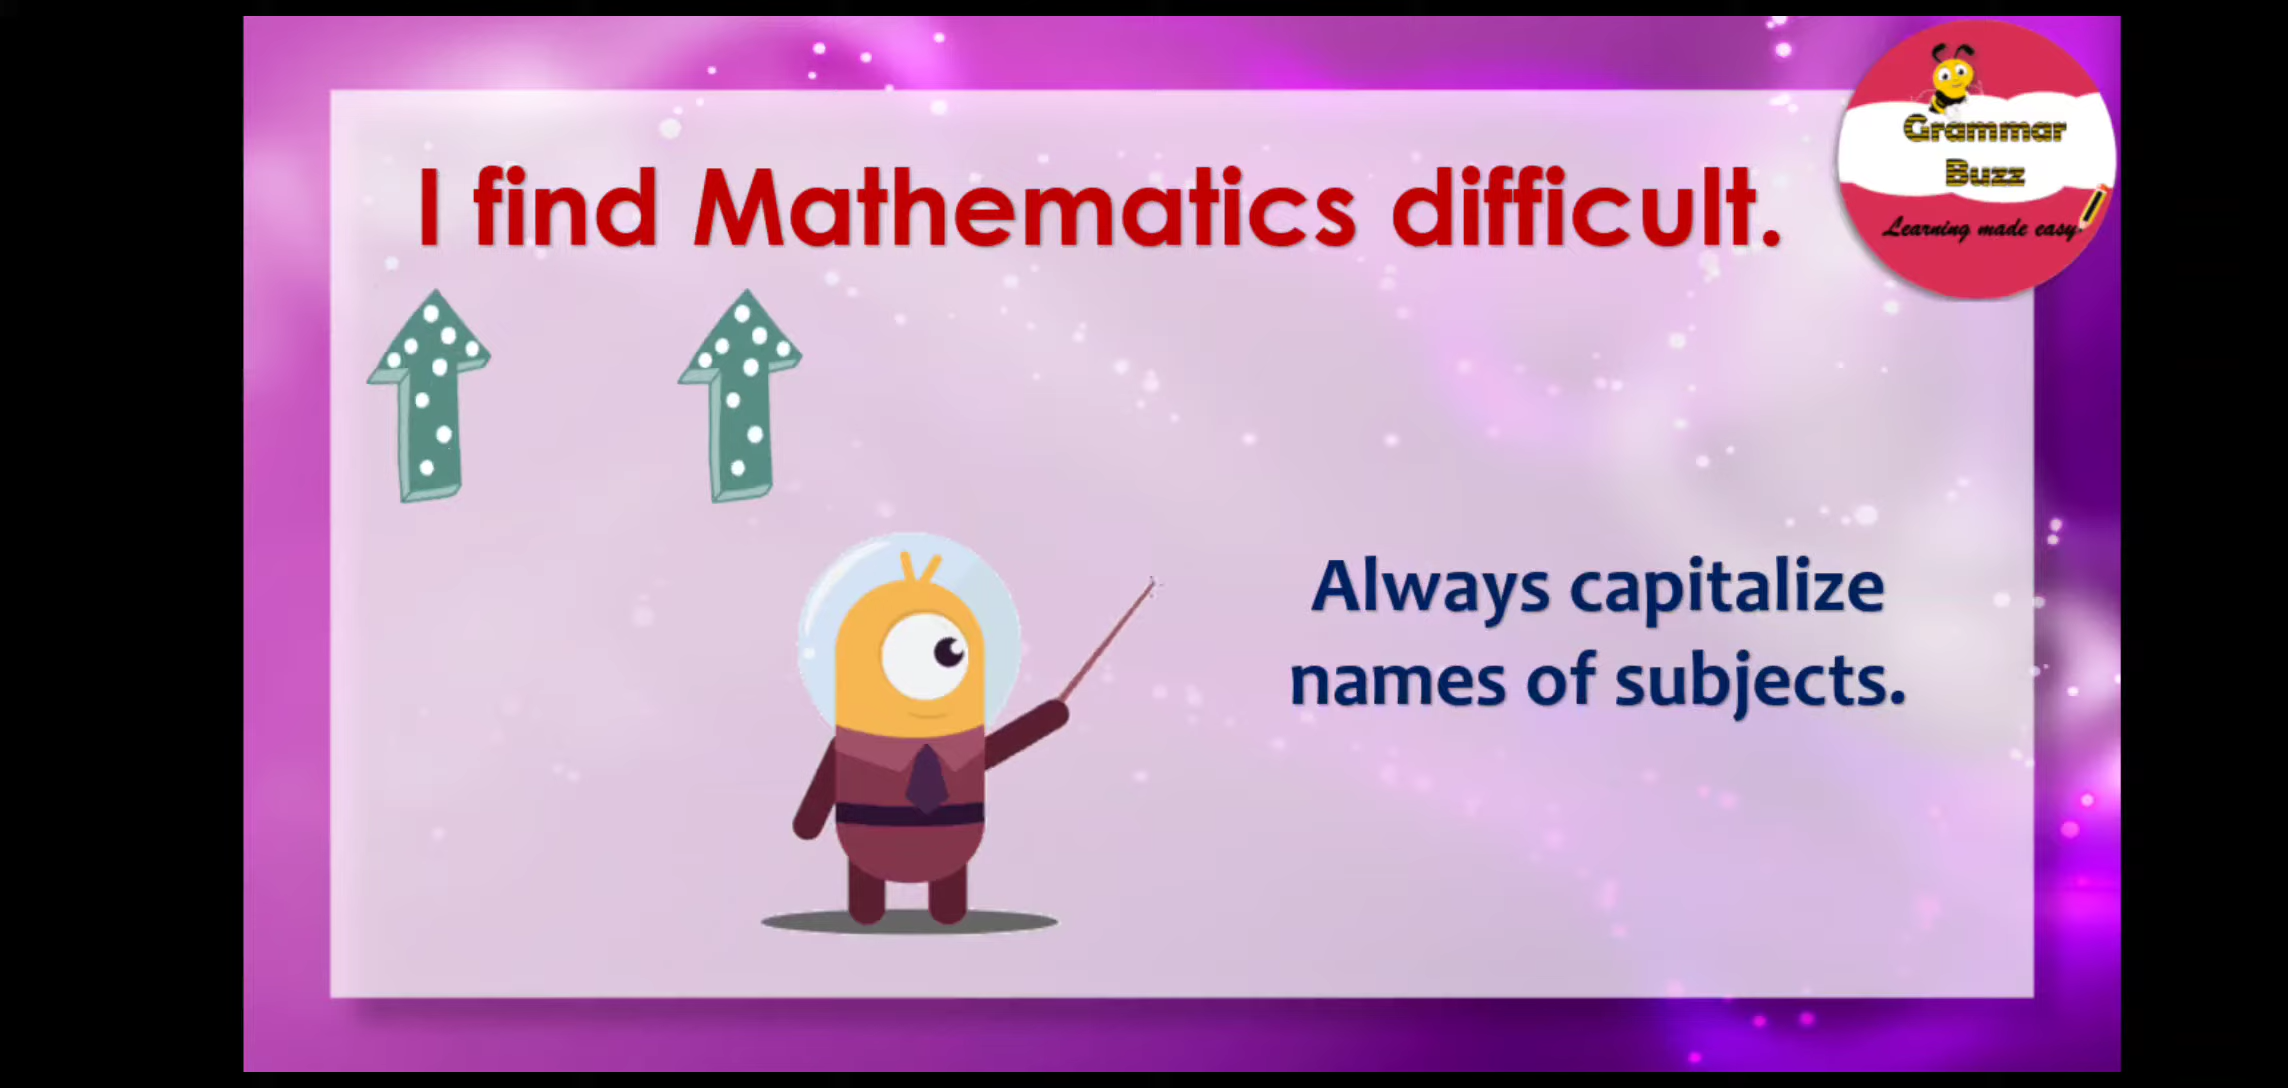 I find Mathematics difficult.
Grammar
Buzz
Learning made easy
Always capitalize
names of subjects.